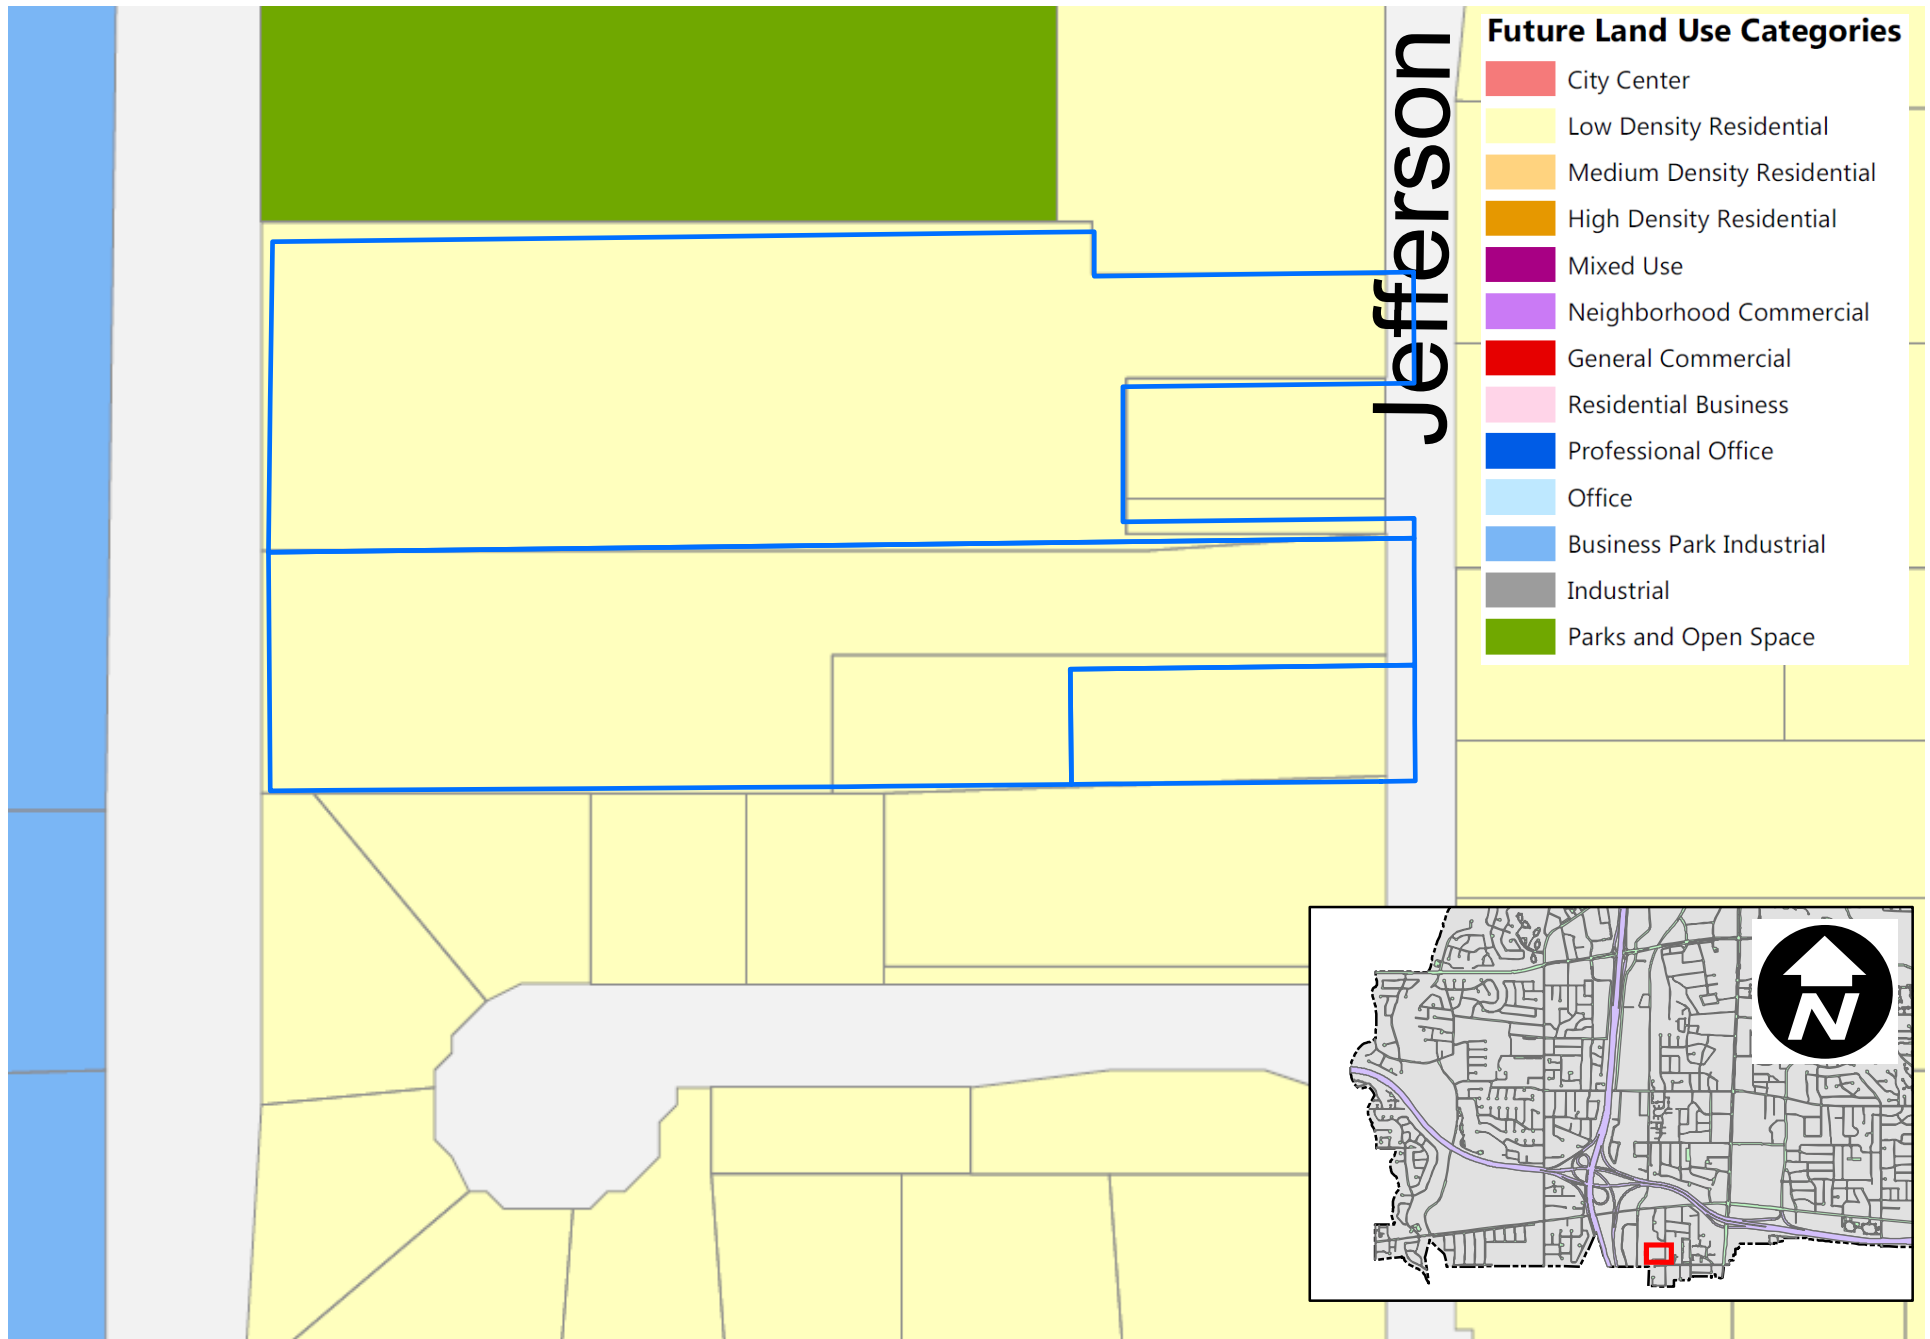 Jefferson
Future Land Use Categories
City Center
Low Density Residential
Medium Density Residential
High Density Residential
Mixed Use
Neighborhood Commercial
General Commercial
Residential Business
Professional Office
Office
Business Park Industrial
Industrial
Parks and Open Space
N